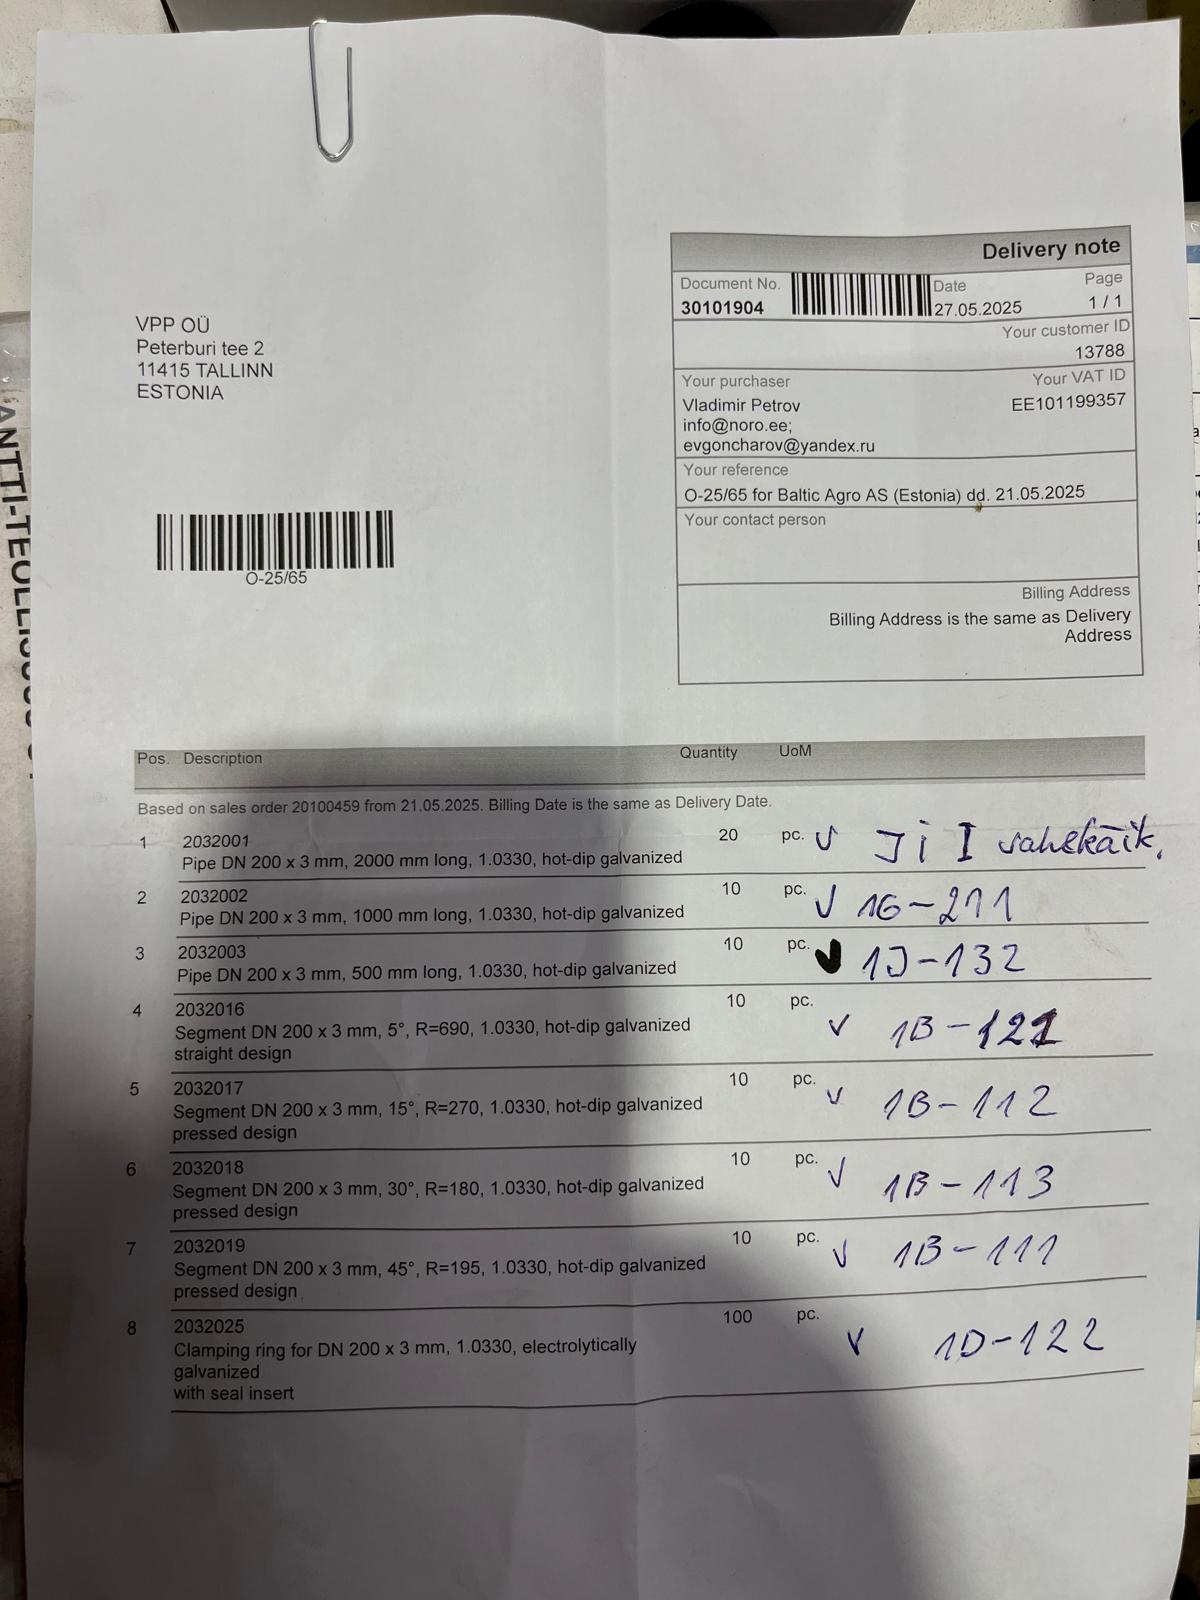 Delivery note
Document No.
30101904
Date
27.05.2025
Page
1 / 1
Your customer ID
13788
Your purchaser
Vladimir Petrov
info@noro.ee;
evgoncharov@yandex.ru
Your VAT ID
EE101199357
Your reference
O-25/65 for Baltic Agro AS (Estonia) dd. 21.05.2025
Your contact person
Billing Address
Billing Address is the same as Delivery
Address
VPP OÜ
Peterburi tee 2
11415 TALLINN
ESTONIA
O-25/65
Pos. Description Quantity UoM
Based on sales order 20100459 from 21.05.2025. Billing Date is the same as Delivery Date.
1 2032001 20 pc. J i I vahekäik.
Pipe DN 200 x 3 mm, 2000 mm long, 1.0330, hot-dip galvanized
2 2032002 10 pc. 1G-211
Pipe DN 200 x 3 mm, 1000 mm long, 1.0330, hot-dip galvanized
3 2032003 10 pc. 1J-132
Pipe DN 200 x 3 mm, 500 mm long, 1.0330, hot-dip galvanized
4 2032016 10 pc. 1B-121
Segment DN 200 x 3 mm, 5°, R=690, 1.0330, hot-dip galvanized
straight design
5 2032017 10 pc. 1B-112
Segment DN 200 x 3 mm, 15°, R=270, 1.0330, hot-dip galvanized
pressed design
6 2032018 10 pc. 1B-113
Segment DN 200 x 3 mm, 30°, R=180, 1.0330, hot-dip galvanized
pressed design
7 2032019 10 pc. 1B-111
Segment DN 200 x 3 mm, 45°, R=195, 1.0330, hot-dip galvanized
pressed design
8 2032025 100 pc. 1D-122
Clamping ring for DN 200 x 3 mm, 1.0330, electrolytically
galvanized
with seal insert